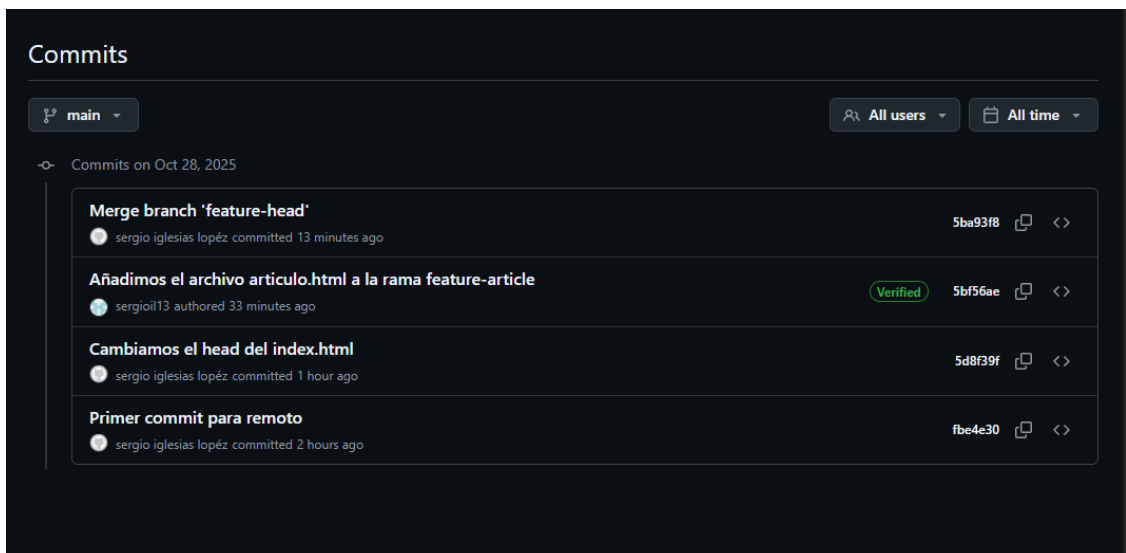 Commits
main
All users
All time
Commits on Oct 28, 2025
Merge branch 'feature-head'
sergio iglesias lopéz committed 13 minutes ago
5ba93f8
Añadimos el archivo articulo.html a la rama feature-article
sergioil13 authored 33 minutes ago
Verified
5bf56ae
Cambiamos el head del index.html
sergio iglesias lopéz committed 1 hour ago
5d8f39f
Primer commit para remoto
sergio iglesias lopéz committed 2 hours ago
fbe4e30